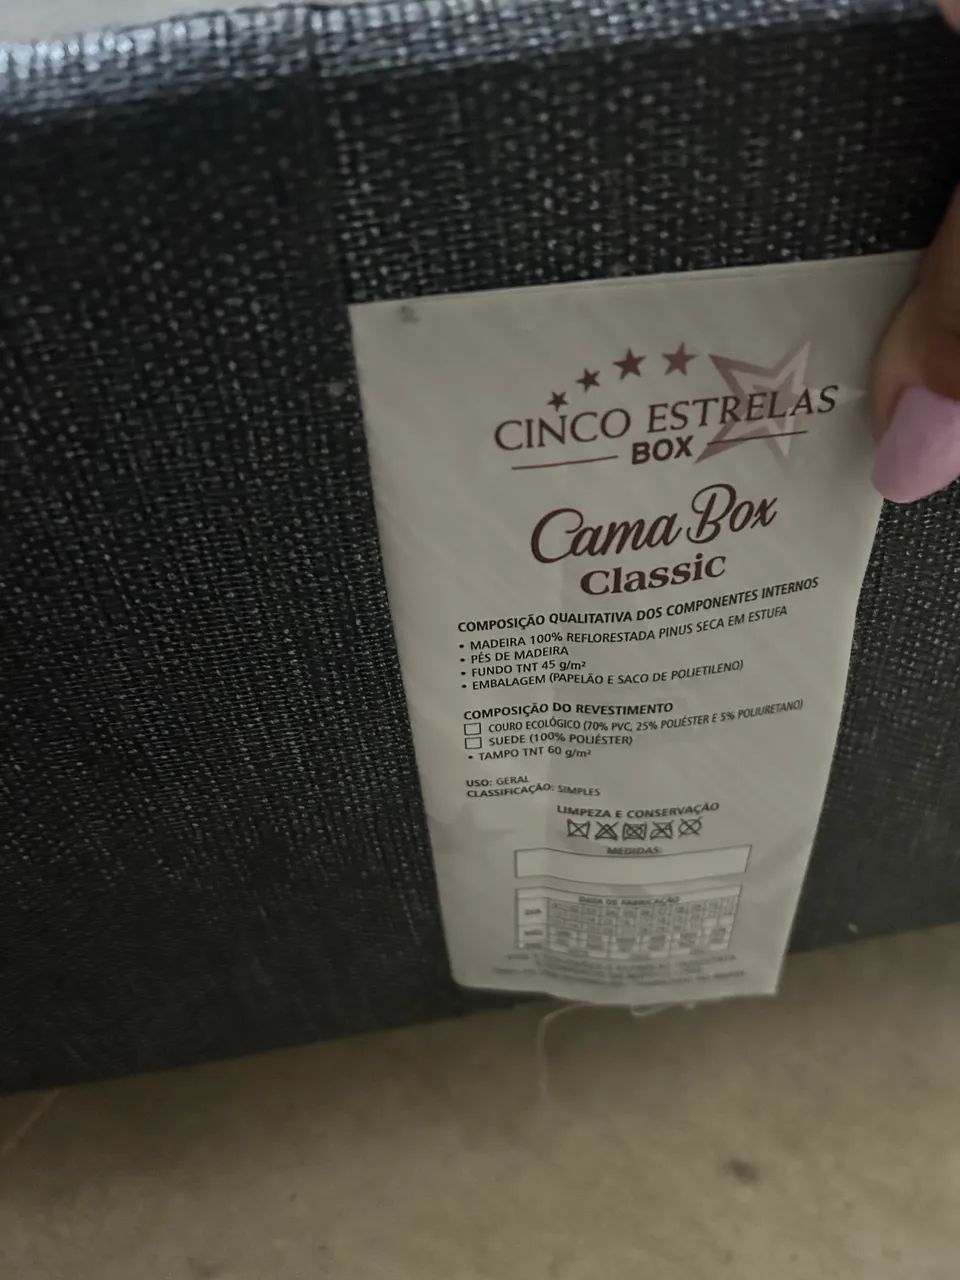 CINCO ESTRELAS
BOX
Cama Box
Classic
COMPOSIÇÃO QUALITATIVA DOS COMPONENTES INTERNOS
• MADEIRA 100% REFLORESTADA PINUS SECA EM ESTUFA
• PÉS DE MADEIRA
• FUNDO TNT 45 g/m²
• EMBALAGEM (PAPELÃO E SACO DE POLIETILENO)
COMPOSIÇÃO DO REVESTIMENTO
COURO ECOLÓGICO (70% PVC, 25% POLIÉSTER E 5% POLIURETANO)
SUEDE (100% POLIÉSTER)
• TAMPO TNT 60 g/m²
USO: GERAL
CLASSIFICAÇÃO: SIMPLES
LIMPEZA E CONSERVAÇÃO
MEDIDAS:
DATA DE FABRICAÇÃO
DIA
MÊS